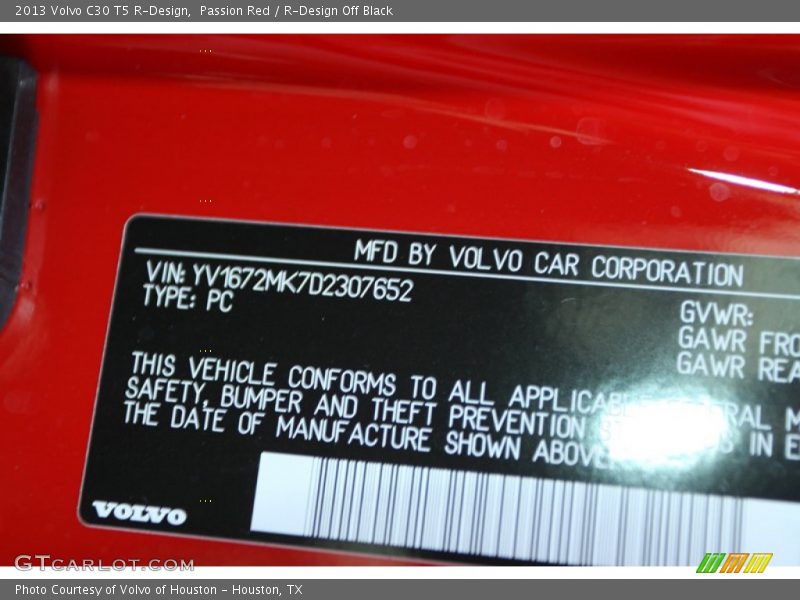 2013 Volvo C30 T5 R-Design, Passion Red / R-Design Off Black
MFD BY VOLVO CAR CORPORATION
VIN: YV1672MK7D2307652
TYPE: PC
GVWR:
GAWR FRO
GAWR REA
THIS VEHICLE CONFORMS TO ALL APPLICABLE
SAFETY, BUMPER AND THEFT PREVENTION IN E
THE DATE OF MANUFACTURE SHOWN ABOVE
VOLVO
GTCARLOT.COM
Photo Courtesy of Volvo of Houston - Houston, TX